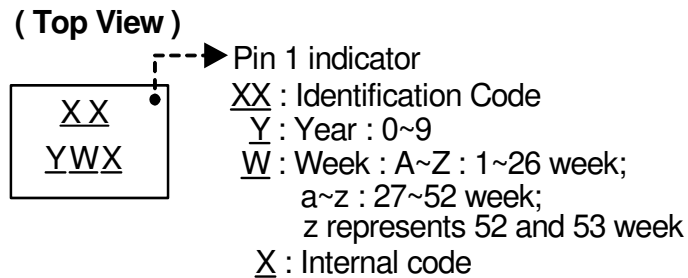 ( Top View )
Pin 1 indicator
XX
YWX
XX : Identification Code
Y : Year : 0~9
W : Week : A~Z : 1~26 week;
a~z : 27~52 week;
z represents 52 and 53 week
X : Internal code